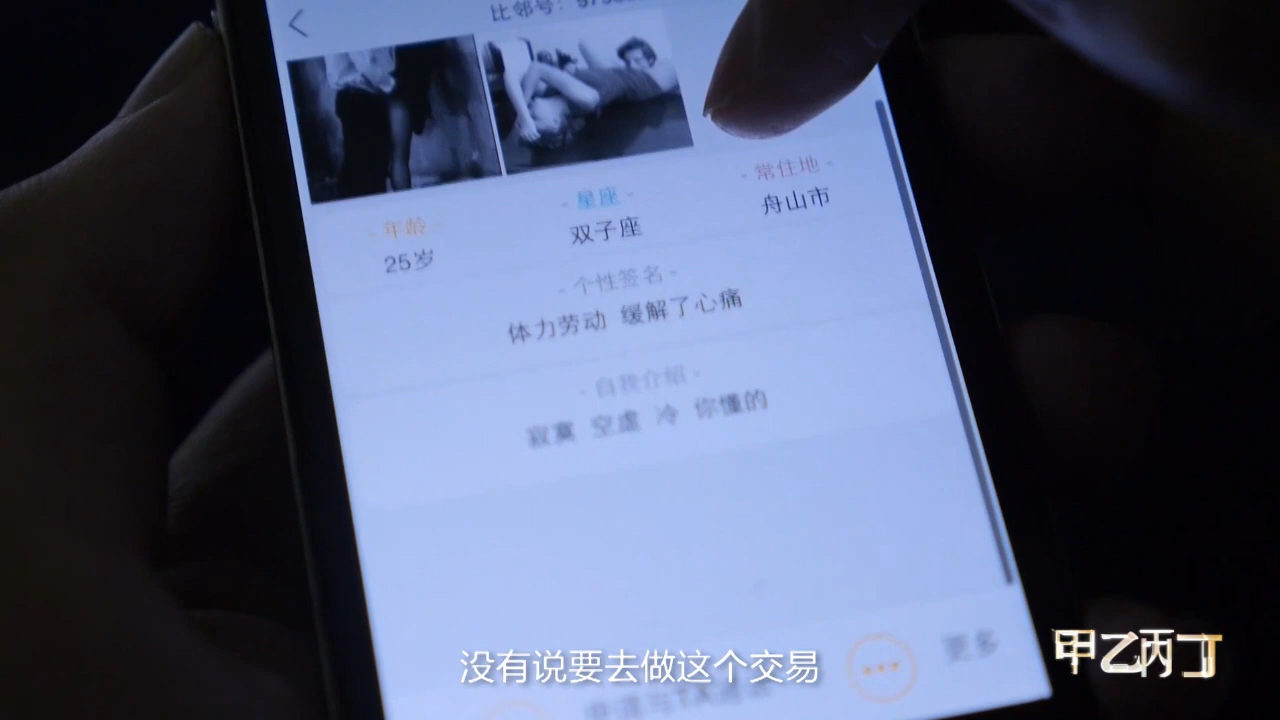 比邻号：
- 年龄 -
25岁
- 星座 -
双子座
- 常住地 -
舟山市
- 个性签名 -
体力劳动 缓解了心痛
- 自我介绍 -
寂寞 空虚 冷 你懂的
更多
没有说要去做这个交易
甲乙丙丁